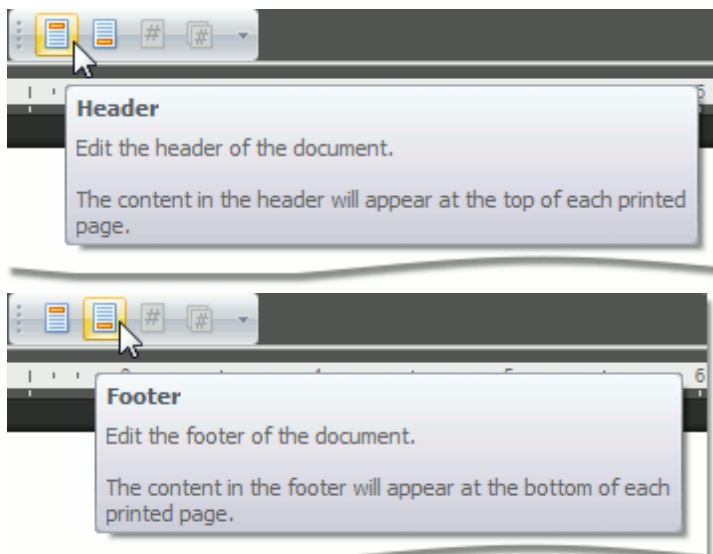 #
#
6
Header
Edit the header of the document.
The content in the header will appear at the top of each printed
page.
#
#
6
Footer
Edit the footer of the document.
The content in the footer will appear at the bottom of each
printed page.